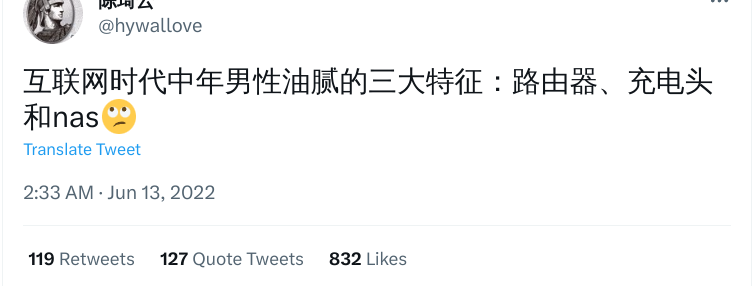 @hywallove
互联网时代中年男性油腻的三大特征：路由器、充电头
和nas🙄
Translate Tweet
2:33 AM · Jun 13, 2022
119 Retweets 127 Quote Tweets 832 Likes